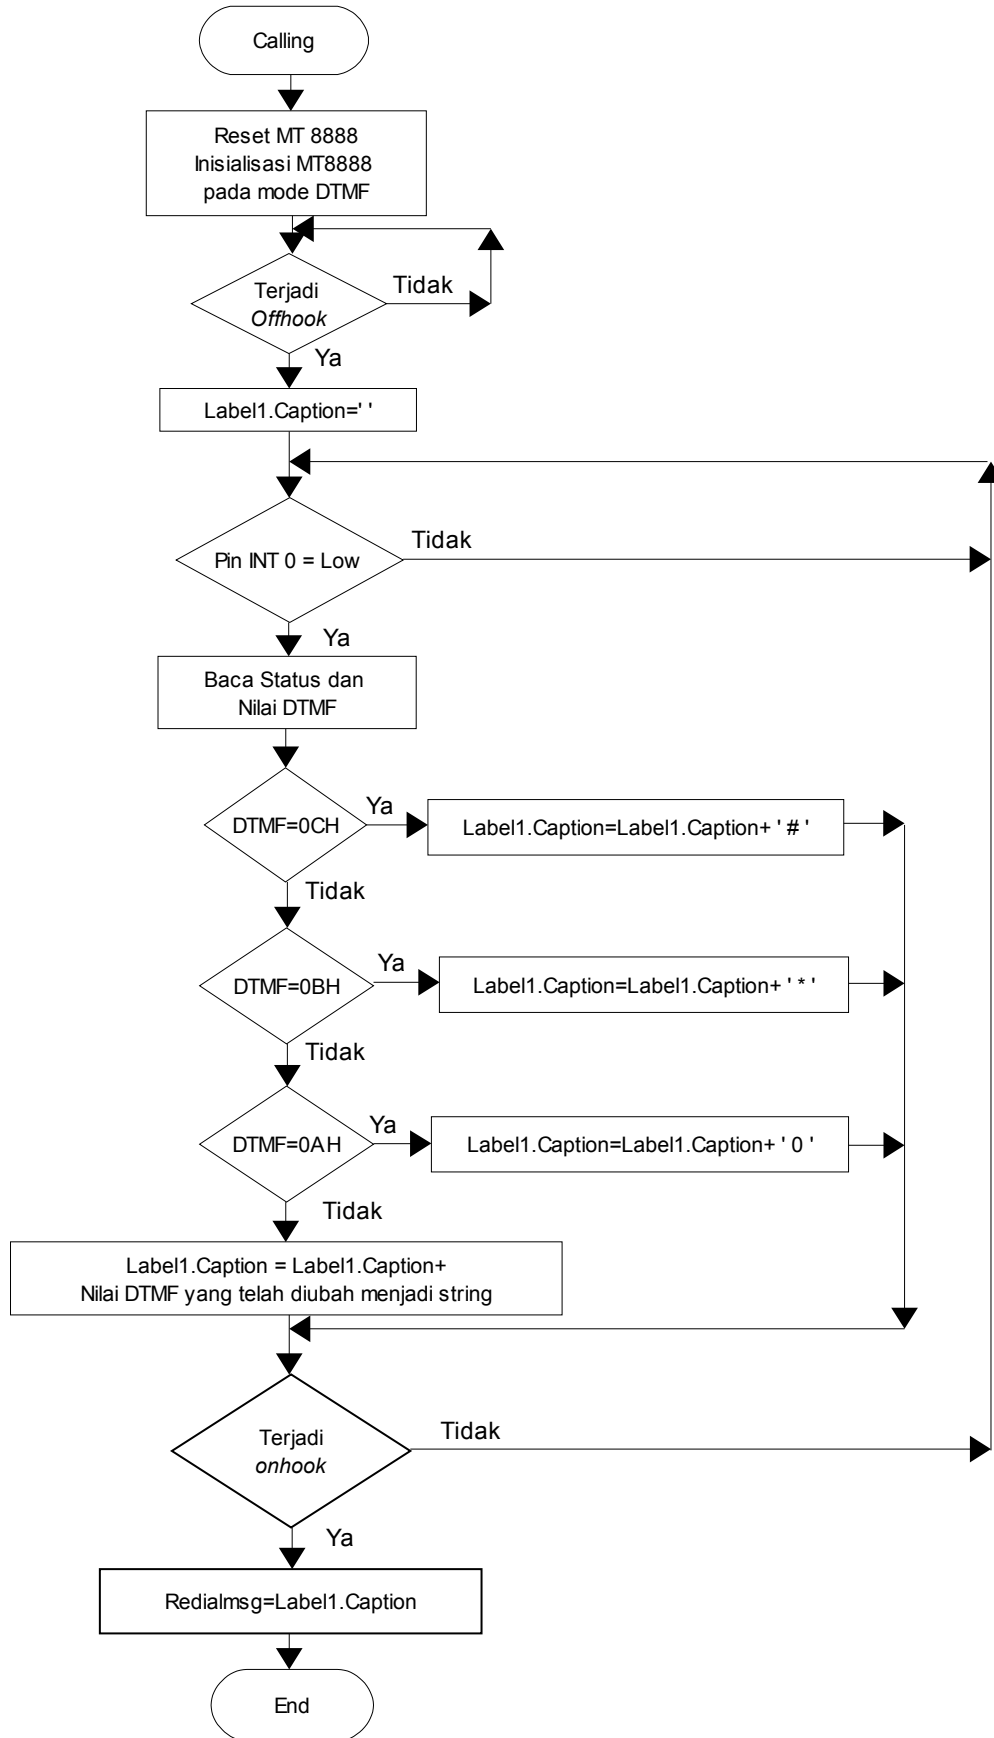 Calling
Reset MT 8888
Inisialisasi MT8888
pada mode DTMF
Terjadi
Offhook
Tidak
Ya
Label1.Caption=' '
Pin INT 0 = Low
Tidak
Ya
Baca Status dan
Nilai DTMF
DTMF=0CH
Ya
Label1.Caption=Label1.Caption+ ' # '
Tidak
DTMF=0BH
Ya
Label1.Caption=Label1.Caption+ ' * '
Tidak
DTMF=0AH
Ya
Label1.Caption=Label1.Caption+ ' 0 '
Tidak
Label1.Caption = Label1.Caption+
Nilai DTMF yang telah diubah menjadi string
Terjadi
onhook
Tidak
Ya
Redialmsg=Label1.Caption
End